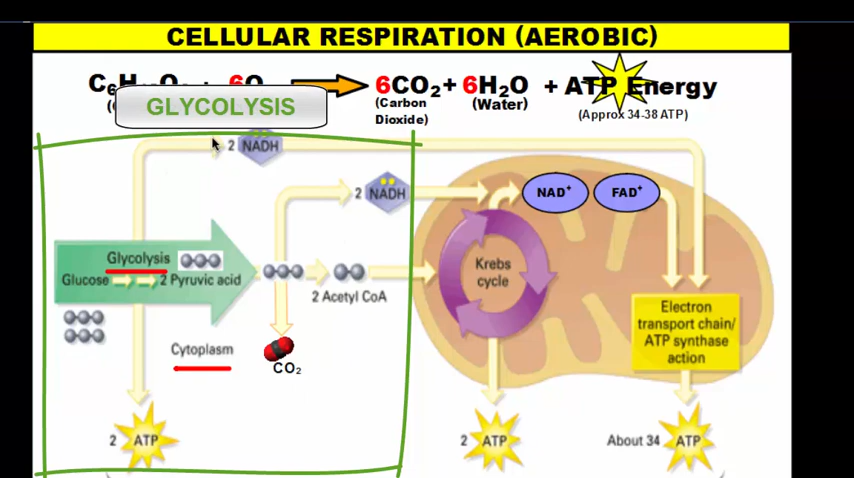 CELLULAR RESPIRATION (AEROBIC)
6CO₂ + 6H₂O + ATP Energy
(Carbon Dioxide)
(Water)
(Approx 34-38 ATP)
GLYCOLYSIS
2 NADH
2 NADH
NAD⁺
FAD⁺
Glycolysis
Glucose
2 Pyruvic acid
2 Acetyl CoA
Krebs
cycle
Electron
transport chain/
ATP synthase
action
Cytoplasm
CO₂
2 ATP
2 ATP
About 34 ATP